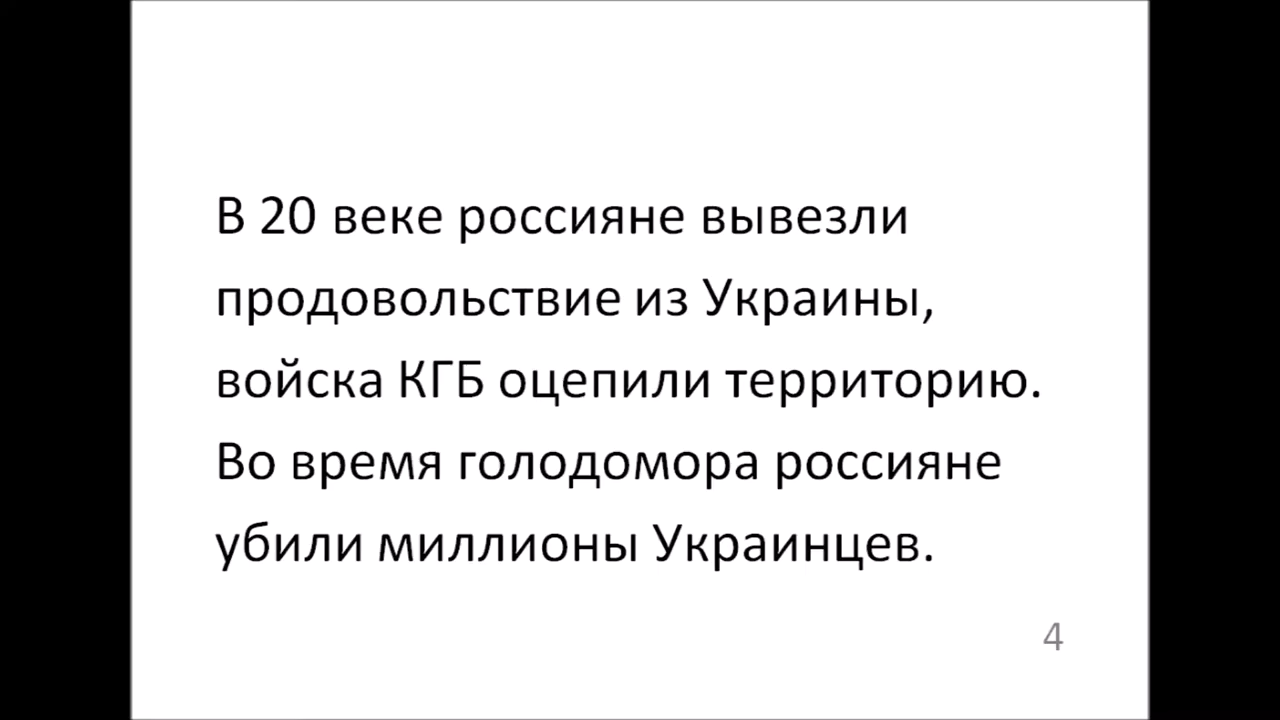 В 20 веке россияне вывезли
продовольствие из Украины,
войска КГБ оцепили территорию.
Во время голодомора россияне
убили миллионы Украинцев.
4